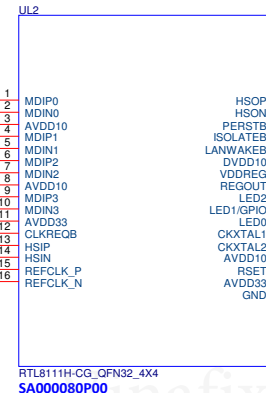 UL2
1 MDIP0 HSOP
2 MDIN0 HSON
3 AVDD10 PERSTB
4 MDIP1 ISOLATEB
5 MDIN1 LANWAKEB
6 MDIP2 DVDD10
7 MDIN2 VDDREG
8 AVDD10 REGOUT
9 MDIP3 LED2
10 MDIN3 LED1/GPIO
11 AVDD33 LED0
12 CLKREQB CKXTAL1
13 HSIP CKXTAL2
14 HSIN AVDD10
15 REFCLK_P RSET
16 REFCLK_N AVDD33
GND
RTL8111H-CG_QFN32_4X4
SA000080P00